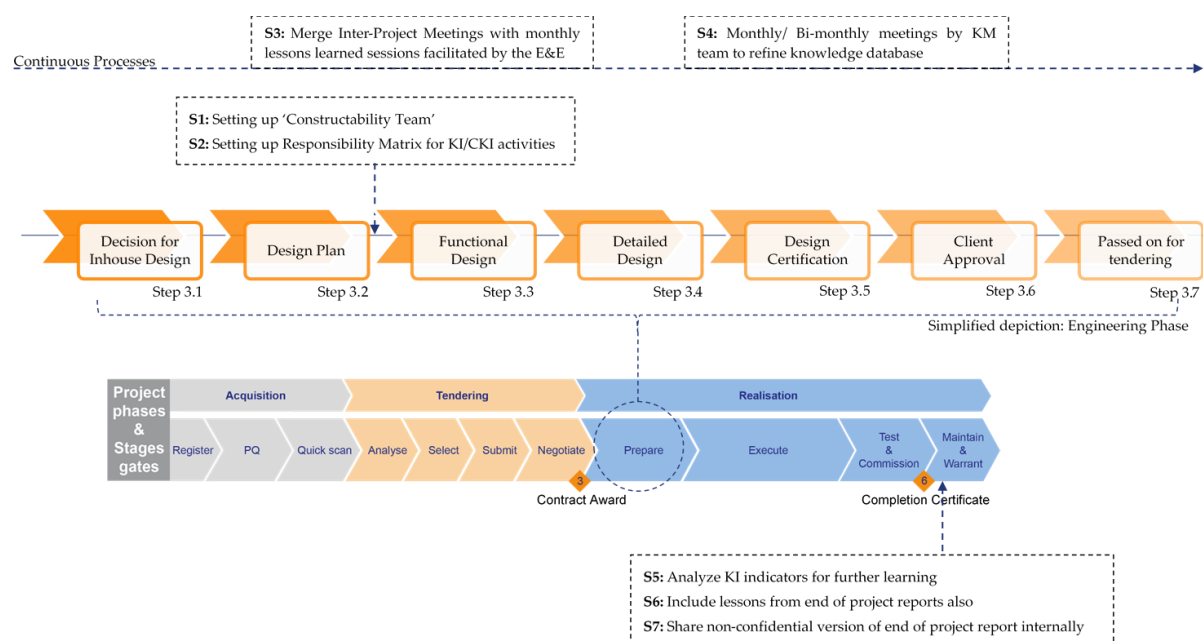 S3: Merge Inter-Project Meetings with monthly
lessons learned sessions facilitated by the E&E
S4: Monthly/ Bi-monthly meetings by KM
team to refine knowledge database
Continuous Processes
S1: Setting up ‘Constructability Team’
S2: Setting up Responsibility Matrix for KI/CKI activities
Decision for
Inhouse Design
Design Plan
Functional
Design
Detailed
Design
Design
Certification
Client
Approval
Passed on for
tendering
Step 3.1
Step 3.2
Step 3.3
Step 3.4
Step 3.5
Step 3.6
Step 3.7
Simplified depiction: Engineering Phase
Project
phases
&
Stages
gates
Acquisition
Tendering
Realisation
Register
PQ
Quick scan
Analyse
Select
Submit
Negotiate
Prepare
Execute
Test
&
Commission
Maintain
&
Warrant
3
Contract Award
6
Completion Certificate
S5: Analyze KI indicators for further learning
S6: Include lessons from end of project reports also
S7: Share non-confidential version of end of project report internally